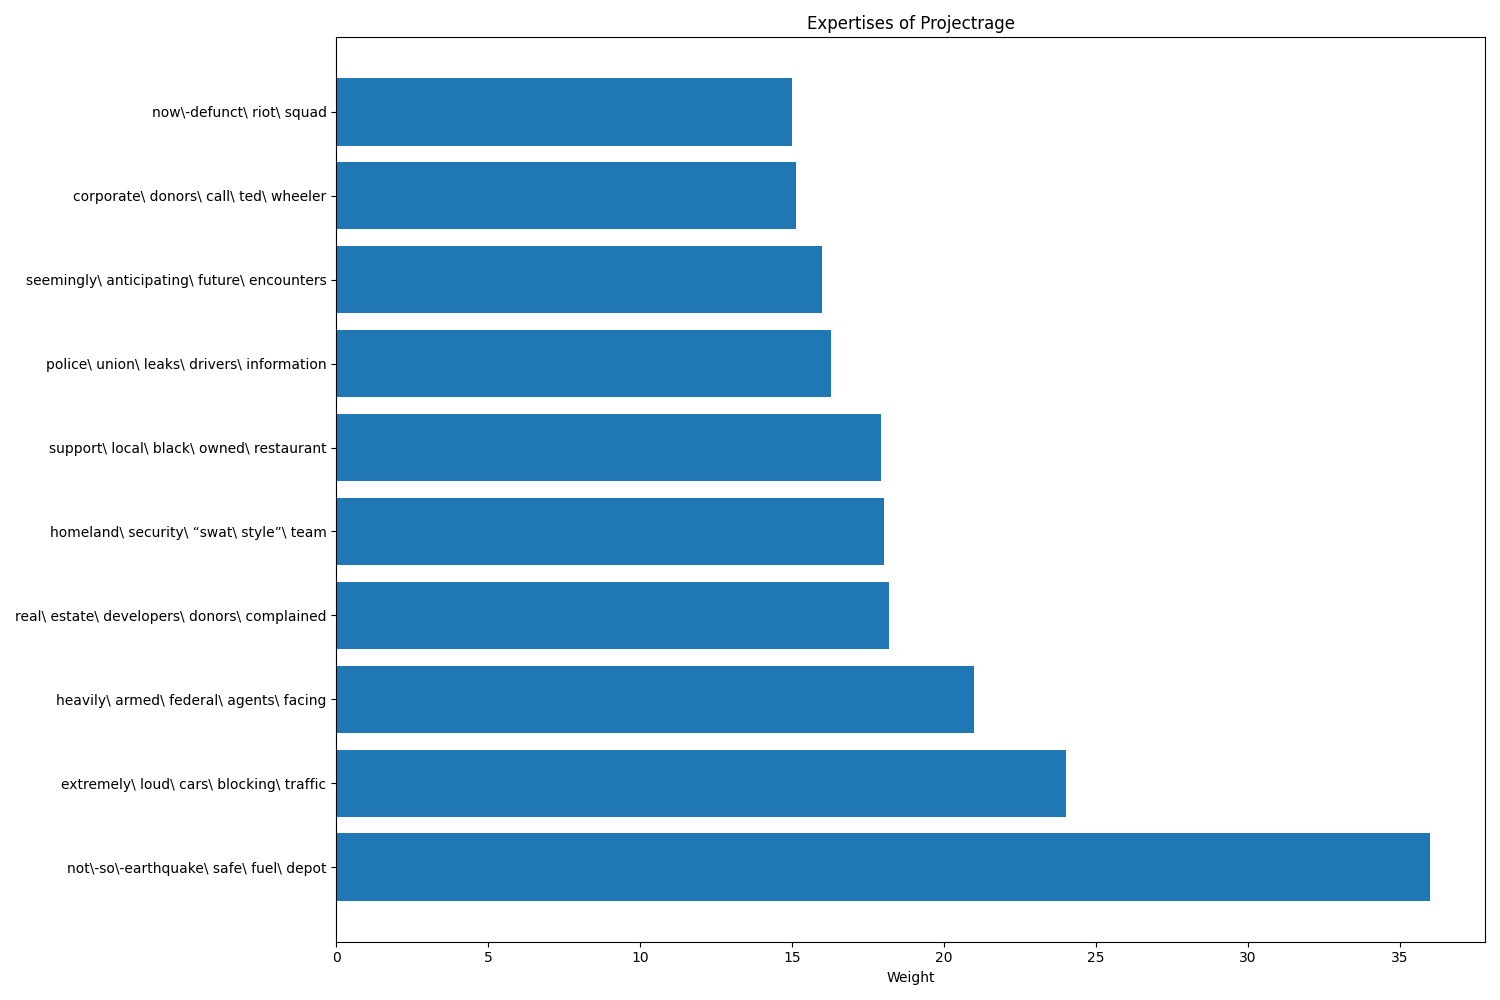 Expertises of Projectrage
now\-defunct\ riot\ squad
corporate\ donors\ call\ ted\ wheeler
seemingly\ anticipating\ future\ encounters
police\ union\ leaks\ drivers\ information
support\ local\ black\ owned\ restaurant
homeland\ security\ “swat\ style”\ team
real\ estate\ developers\ donors\ complained
heavily\ armed\ federal\ agents\ facing
extremely\ loud\ cars\ blocking\ traffic
not\-so\-earthquake\ safe\ fuel\ depot
0 5 10 15 20 25 30 35
Weight